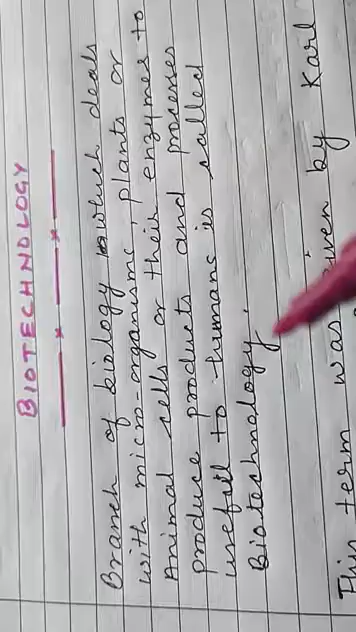 BIOTECHNOLOGY
Branch of biology which deals
with micro-organisms, plants or
Animal cells or their enzymes to
produce products and processes
useful to humans is called
Biotechnology.
This term was by Karl